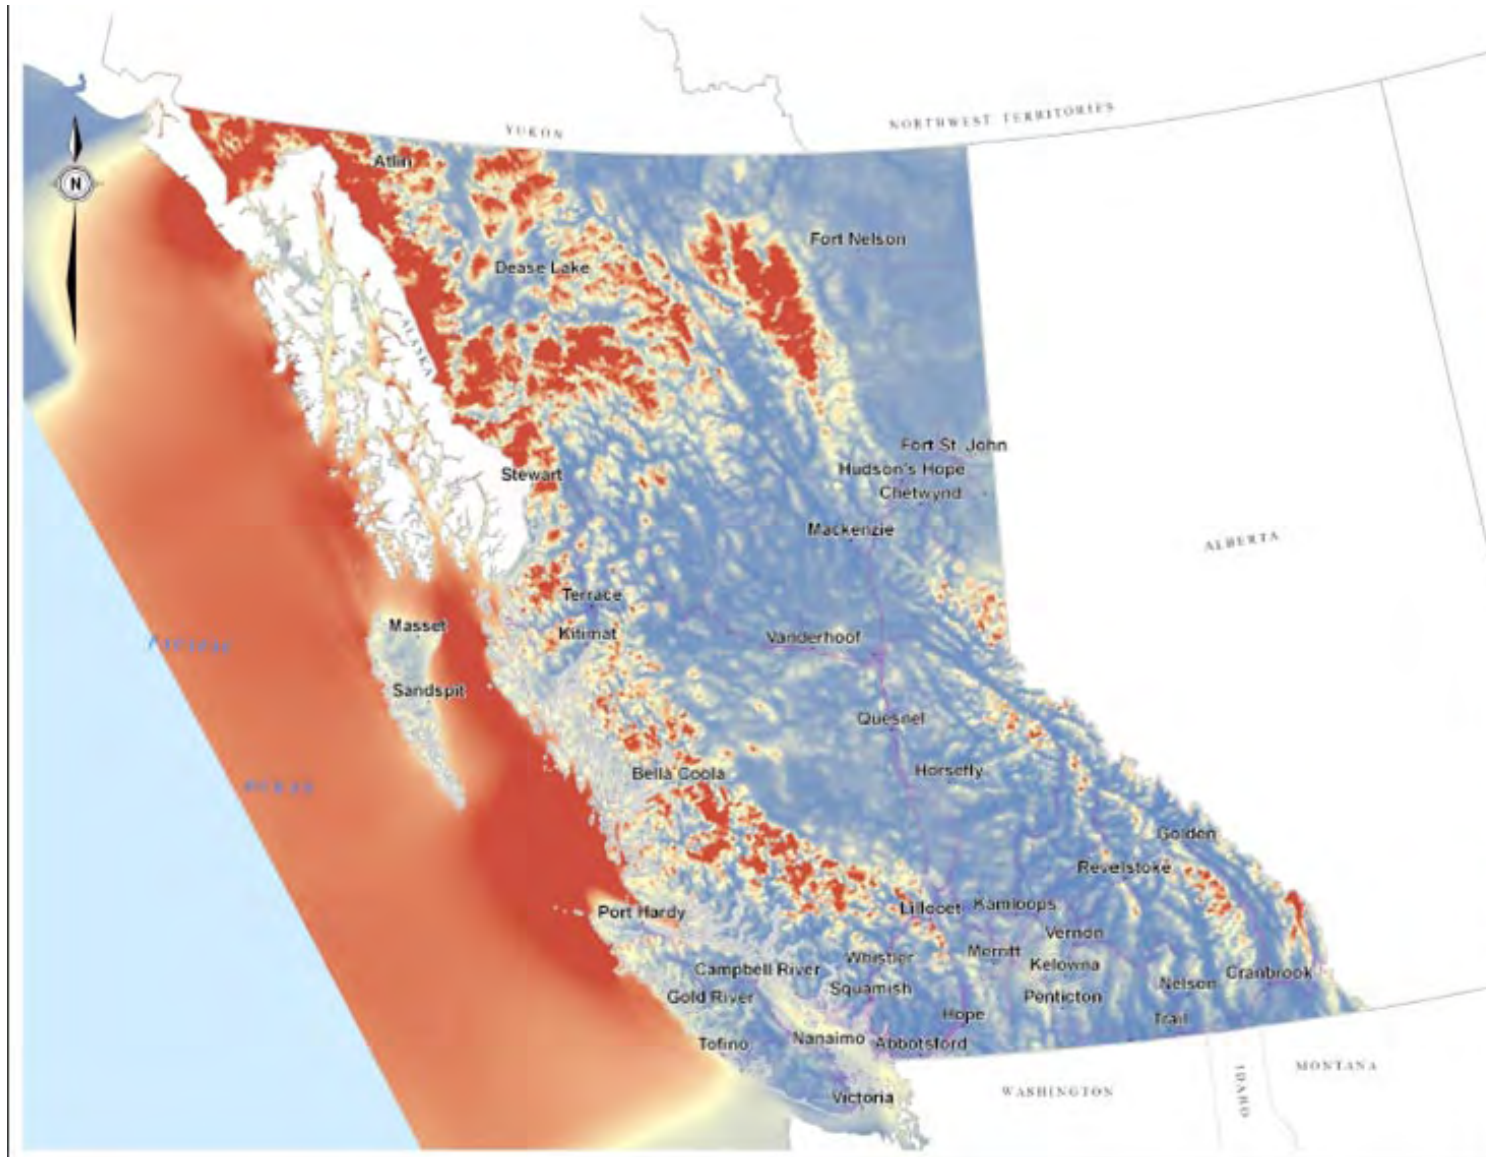 YUKON
NORTHWEST TERRITORIES
Atlin
N
Fort Nelson
Dease Lake
ALASKA
Fort St. John
Hudson's Hope
Stewart
Chetwynd
Mackenzie
ALBERTA
Terrace
Masset
Kitimat
Vanderhoof
Sandspit
Quesnel
Horsefly
Bella Coola
Golden
Revelstoke
Port Hardy
Lillooet
Kamloops
Vernon
Whistler
Merritt
Campbell River
Kelowna
Cranbrook
Squamish
Nelson
Gold River
Penticton
Hope
Trail
Tofino
Nanaimo
Abbotsford
MONTANA
IDAHO
WASHINGTON
Victoria